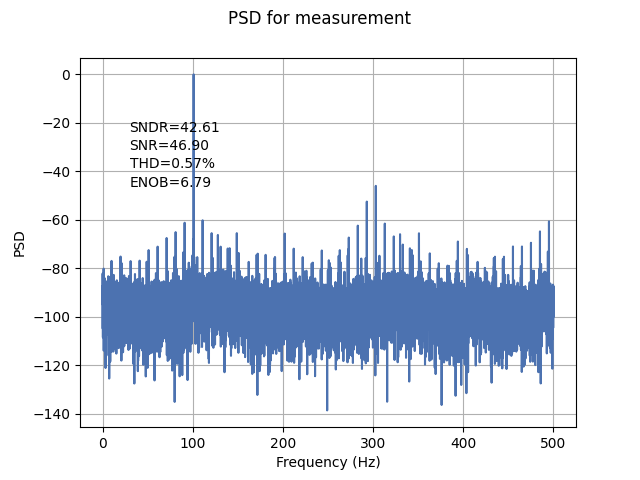 PSD for measurement
0
−20
−40
−60
−80
−100
−120
−140
PSD
SNDR=42.61
SNR=46.90
THD=0.57%
ENOB=6.79
0 100 200 300 400 500
Frequency (Hz)